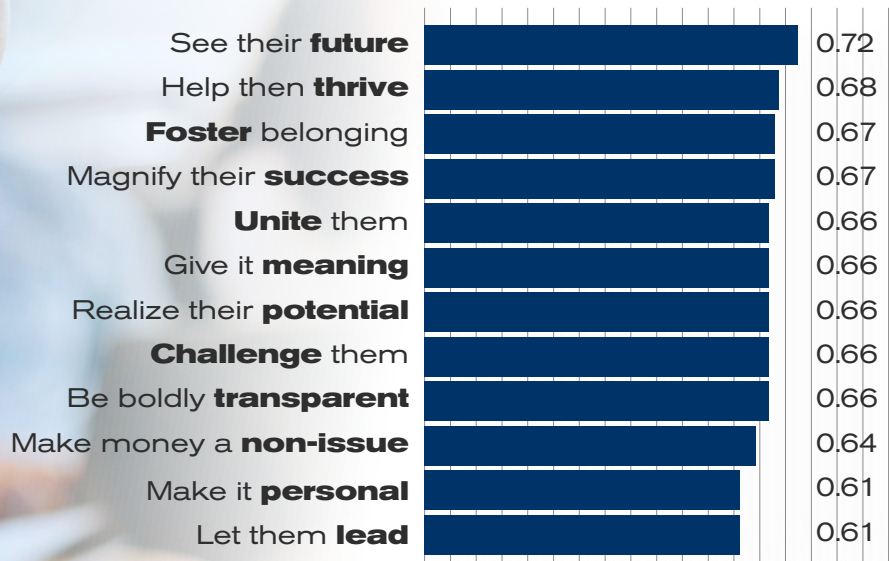 See their future 0.72
Help then thrive 0.68
Foster belonging 0.67
Magnify their success 0.67
Unite them 0.66
Give it meaning 0.66
Realize their potential 0.66
Challenge them 0.66
Be boldly transparent 0.66
Make money a non-issue 0.64
Make it personal 0.61
Let them lead 0.61